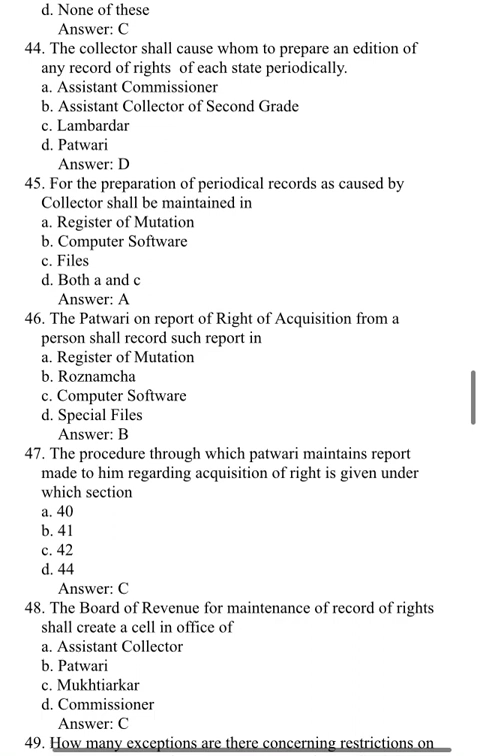 d. None of these
Answer: C
44. The collector shall cause whom to prepare an edition of
any record of rights of each state periodically.
a. Assistant Commissioner
b. Assistant Collector of Second Grade
c. Lambardar
d. Patwari
Answer: D
45. For the preparation of periodical records as caused by
Collector shall be maintained in
a. Register of Mutation
b. Computer Software
c. Files
d. Both a and c
Answer: A
46. The Patwari on report of Right of Acquisition from a
person shall record such report in
a. Register of Mutation
b. Roznamcha
c. Computer Software
d. Special Files
Answer: B
47. The procedure through which patwari maintains report
made to him regarding acquisition of right is given under
which section
a. 40
b. 41
c. 42
d. 44
Answer: C
48. The Board of Revenue for maintenance of record of rights
shall create a cell in office of
a. Assistant Collector
b. Patwari
c. Mukhtiarkar
d. Commissioner
Answer: C
49. How many exceptions are there concerning restrictions on